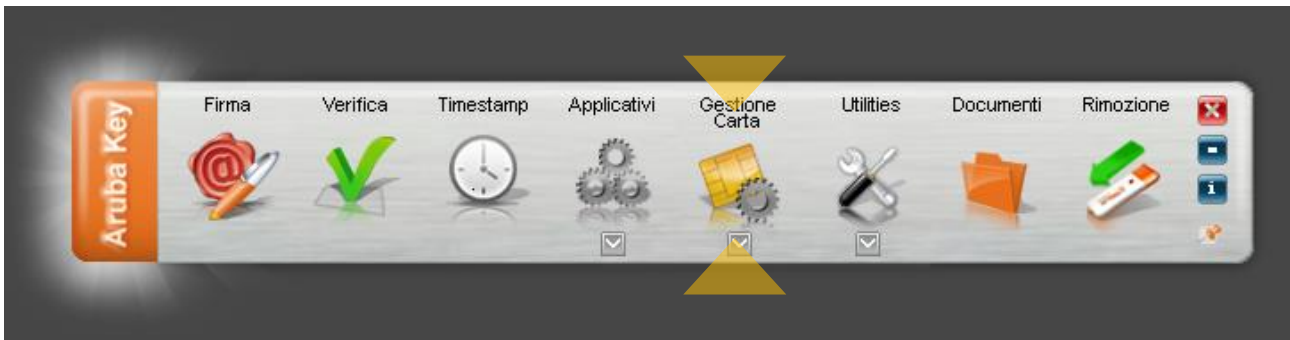 Aruba Key
Firma
Verifica
Timestamp
Applicativi
Gestione
Carta
Utilities
Documenti
Rimozione